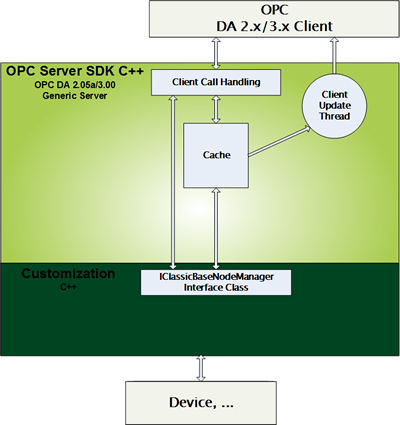 OPC
DA 2.x/3.x Client
OPC Server SDK C++
OPC DA 2.05a/3.00
Generic Server
Client Call Handling
Client
Update
Thread
Cache
Customization
C++
IClassicBaseNodeManager
Interface Class
Device, ...